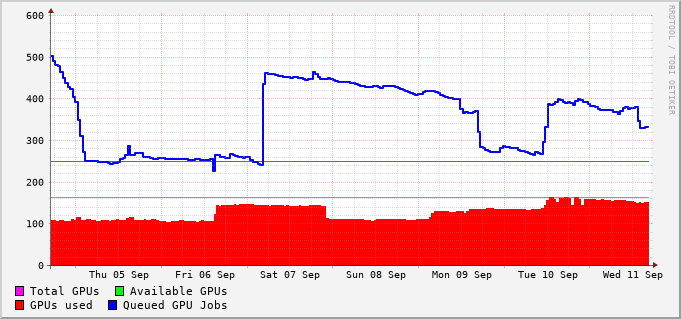 600
500
400
300
200
100
0
Thu 05 Sep Fri 06 Sep Sat 07 Sep Sun 08 Sep Mon 09 Sep Tue 10 Sep Wed 11 Sep
Total GPUs Available GPUs
GPUs used Queued GPU Jobs
RRDTOOL / TOBI OETIKER